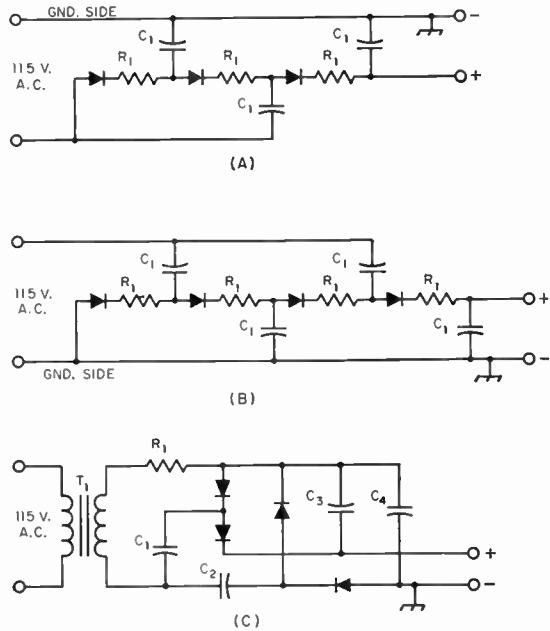 GND. SIDE
C1
C1
−
R1
R1
R1
115 V.
A.C.
+
C1
(A)
C1
C1
R1
R1
R1
R1
115 V.
A.C.
+
C1
C1
−
GND. SIDE
(B)
R1
T1
115 V.
A.C.
C3
C4
C1
+
C2
−
(C)